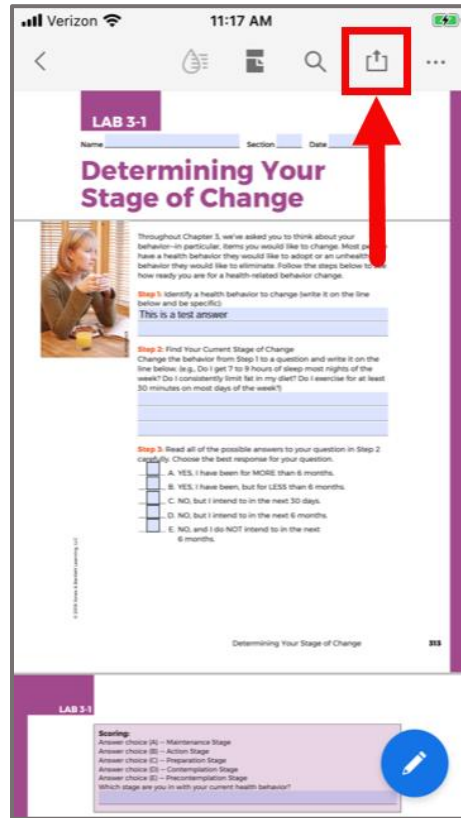 Verizon 11:17 AM
LAB 3-1
Name Section Date
Determining Your
Stage of Change
Throughout Chapter 3, we've asked you to think about your
behavior—in particular, items you would like to change. Most
have a health behavior they would like to adopt or an unhealth
behavior they would like to eliminate. Follow the steps below to
how ready you are for a health-related behavior change.
Step 1: Identify a health behavior to change (write it on the line
below and be specific)
This is a test answer
Step 2: Find Your Current Stage of Change
Change the behavior from Step 1 to a question and write it on the
line below. (e.g., Do I get 7 to 9 hours of sleep most nights of the
week? Do I consistently limit fat in my diet? Do I exercise for at least
30 minutes on most days of the week?)
Step 3: Read all of the possible answers to your question in Step 2
carefully. Choose the best response for your question.
A. YES, I have been for MORE than 6 months.
B. YES, I have been, but for LESS than 6 months.
C. NO, but I intend to in the next 30 days.
D. NO, but I intend to in the next 6 months.
E. NO, and I do NOT intend to in the next
6 months.
Determining Your Stage of Change 313
LAB 3-1
Scoring:
Answer choice (A) — Maintenance Stage
Answer choice (B) — Action Stage
Answer choice (C) — Preparation Stage
Answer choice (D) — Contemplation Stage
Answer choice (E) — Precontemplation Stage
Which stage are you in with your current health behavior?